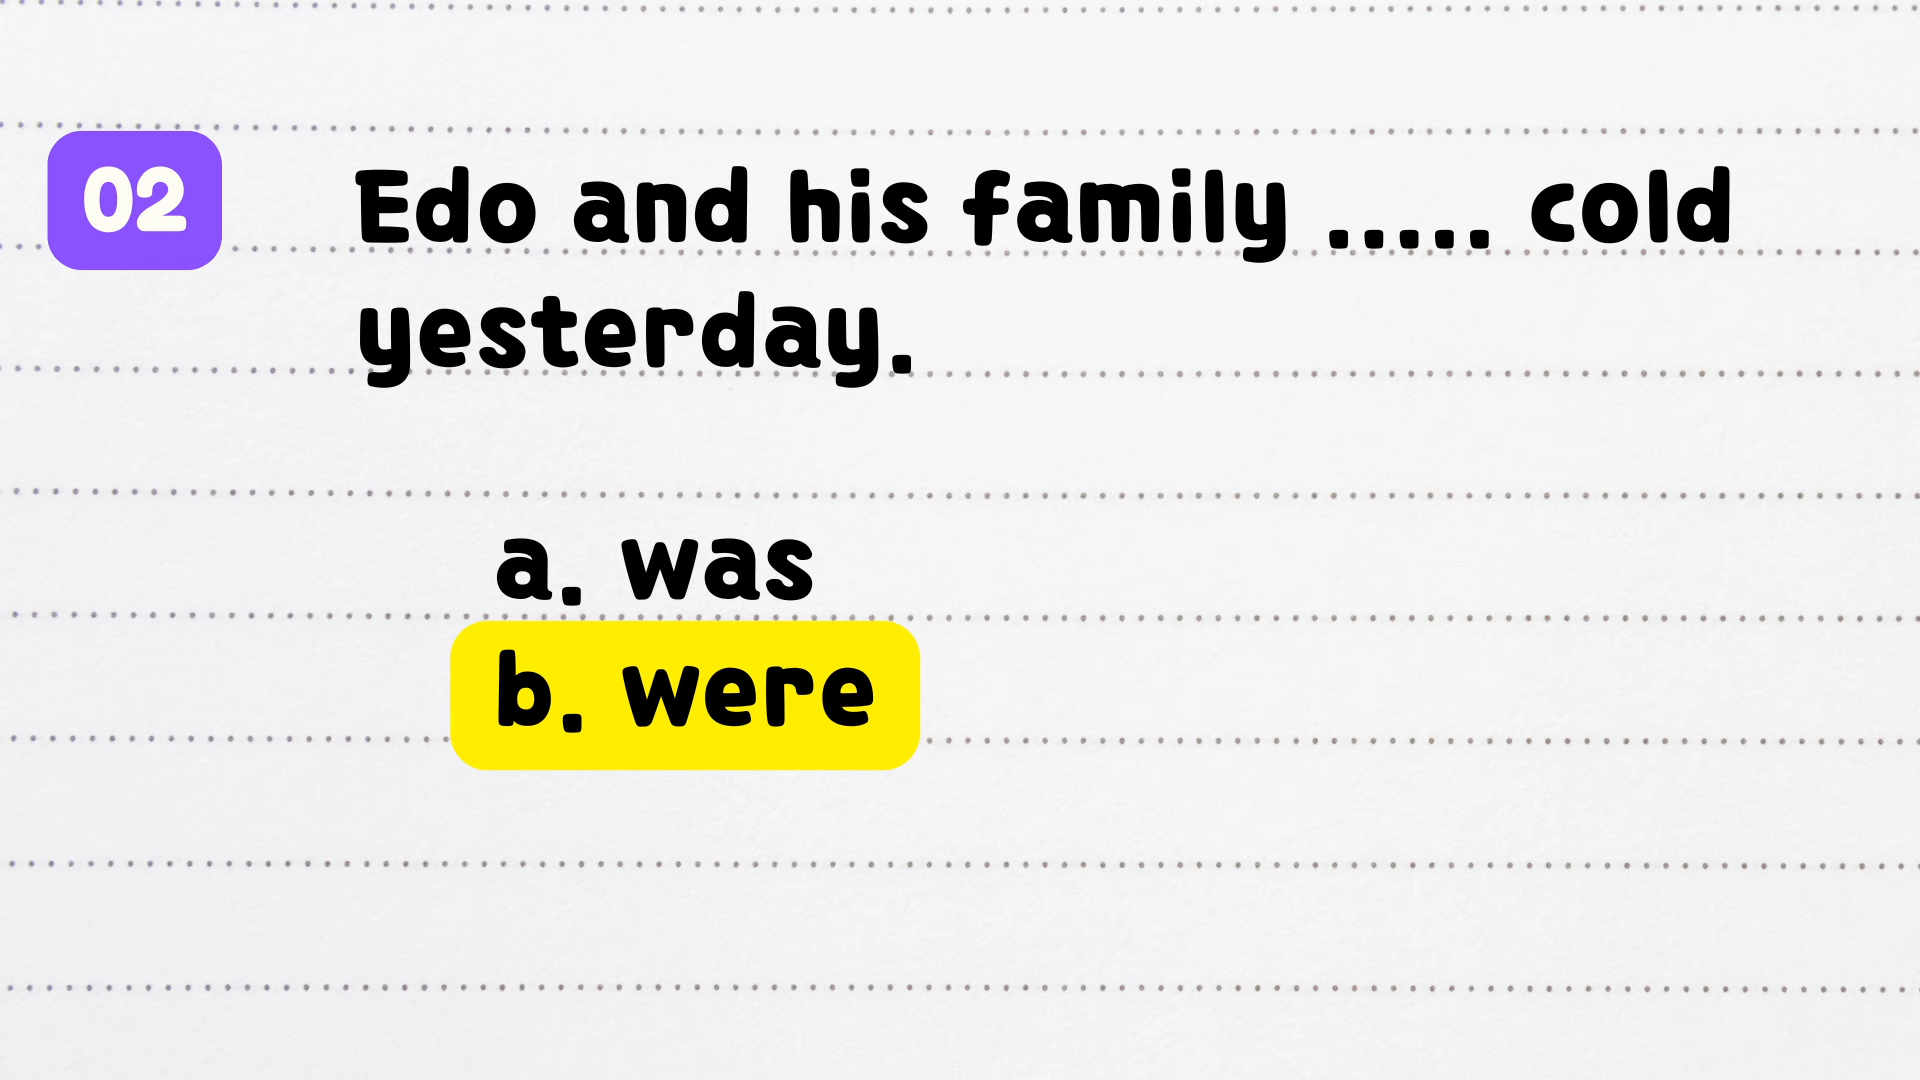 02
Edo and his family ..... cold
yesterday.
a. was
b. were